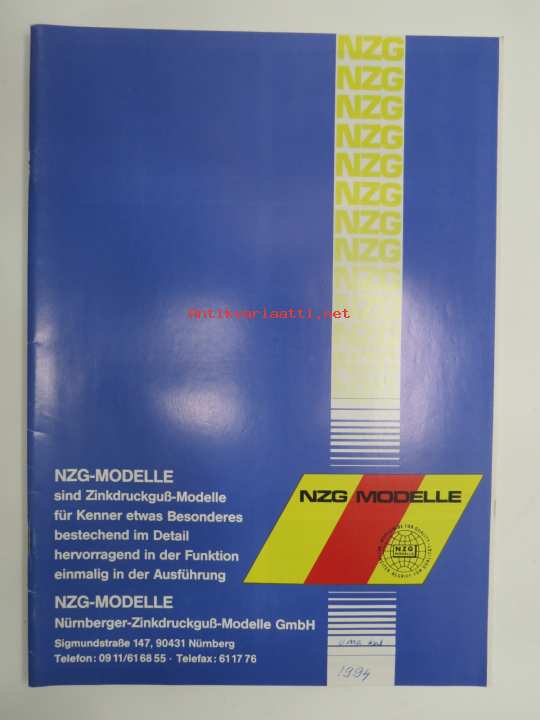 NZG
NZG
NZG
NZG
NZG
NZG
NZG
NZG
NZG
Antikvariaatti.net
NZG-MODELLE
sind Zinkdruckguß-Modelle
für Kenner etwas Besonderes
bestechend im Detail
hervorragend in der Funktion
einmalig in der Ausführung
NZG MODELLE
NZG
MODELLE
NZG-MODELLE
Nürnberger-Zinkdruckguß-Modelle GmbH
Sigmundstraße 147, 90431 Nürnberg
Telefon: 09 11/61 68 55 · Telefax: 61 17 76
1994